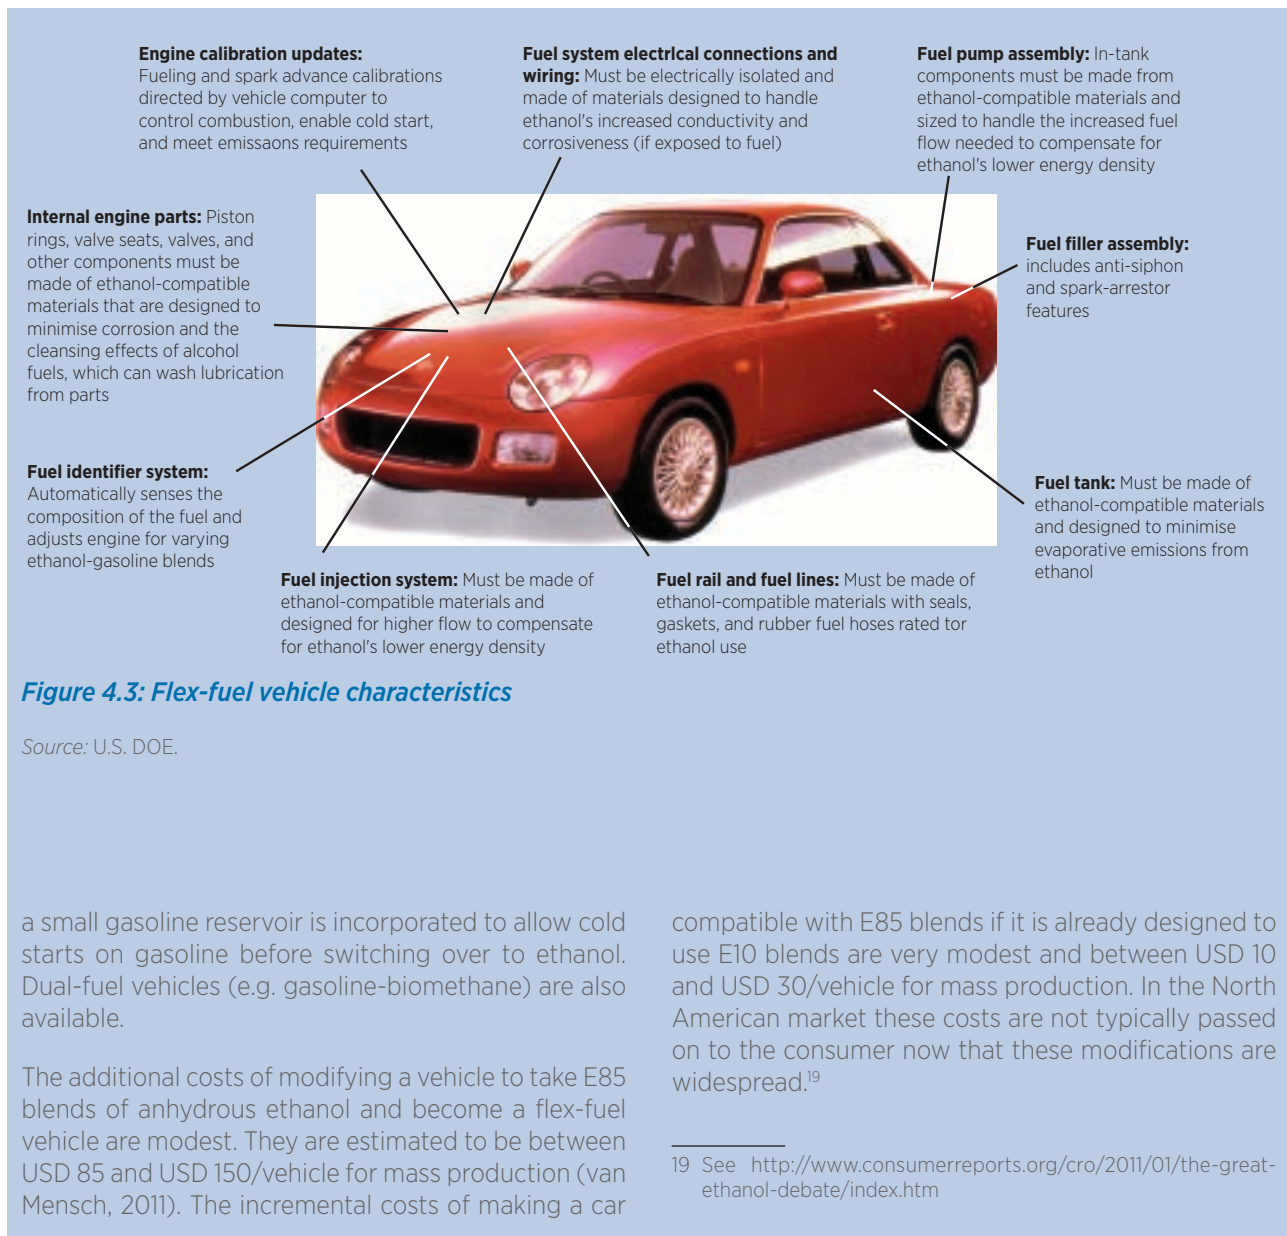 Engine calibration updates:
Fueling and spark advance calibrations
directed by vehicle computer to
control combustion, enable cold start,
and meet emissaons requirements
Fuel system electrlcal connections and
wiring: Must be electrically isolated and
made of materials designed to handle
ethanol's increased conductivity and
corrosiveness (if exposed to fuel)
Fuel pump assembly: In-tank
components must be made from
ethanol-compatible materials and
sized to handle the increased fuel
flow needed to compensate for
ethanol's lower energy density
Internal engine parts: Piston
rings, valve seats, valves, and
other components must be
made of ethanol-compatible
materials that are designed to
minimise corrosion and the
cleansing effects of alcohol
fuels, which can wash lubrication
from parts
Fuel filler assembly:
includes anti-siphon
and spark-arrestor
features
Fuel identifier system:
Automatically senses the
composition of the fuel and
adjusts engine for varying
ethanol-gasoline blends
Fuel tank: Must be made of
ethanol-compatible materials
and designed to minimise
evaporative emissions from
ethanol
Fuel injection system: Must be made of
ethanol-compatible materials and
designed for higher flow to compensate
for ethanol's lower energy density
Fuel rail and fuel lines: Must be made of
ethanol-compatible materials with seals,
gaskets, and rubber fuel hoses rated tor
ethanol use
Figure 4.3: Flex-fuel vehicle characteristics
Source: U.S. DOE.
a small gasoline reservoir is incorporated to allow cold
starts on gasoline before switching over to ethanol.
Dual-fuel vehicles (e.g. gasoline-biomethane) are also
available.
The additional costs of modifying a vehicle to take E85
blends of anhydrous ethanol and become a flex-fuel
vehicle are modest. They are estimated to be between
USD 85 and USD 150/vehicle for mass production (van
Mensch, 2011). The incremental costs of making a car
compatible with E85 blends if it is already designed to
use E10 blends are very modest and between USD 10
and USD 30/vehicle for mass production. In the North
American market these costs are not typically passed
on to the consumer now that these modifications are
widespread.19
19 See http://www.consumerreports.org/cro/2011/01/the-great-
ethanol-debate/index.htm